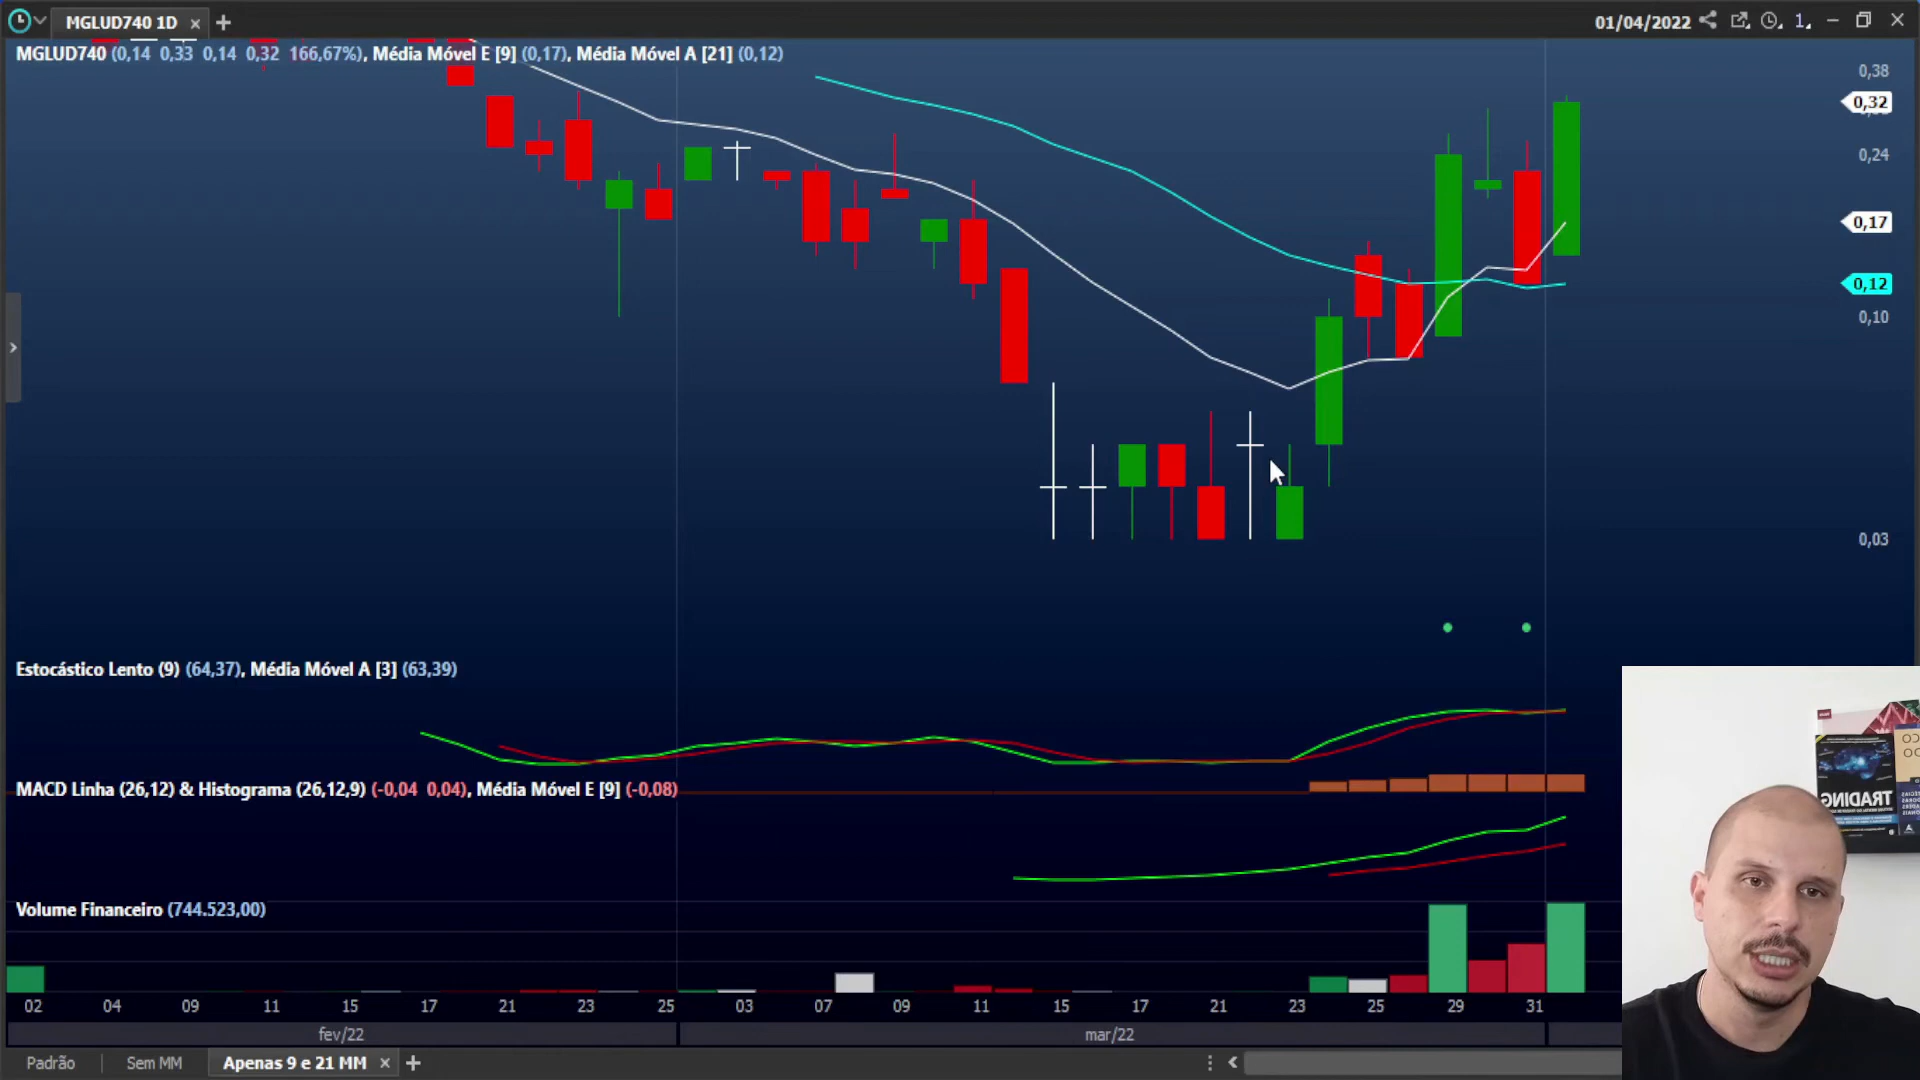 MGLUD740 1D
01/04/2022
1
MGLUD740 (0,14 0,33 0,14 0,32 166,67%), Média Móvel E [9] (0,17), Média Móvel A [21] (0,12)
0,38
0,32
0,24
0,17
0,12
0,10
0,03
Estocástico Lento (9) (64,37), Média Móvel A [3] (63,39)
MACD Linha (26,12) & Histograma (26,12,9) (-0,04 0,04), Média Móvel E [9] (-0,08)
TRADING
Volume Financeiro (744.523,00)
02 04 09 11 15 17 21 23 25 03 07 09 11 15 17 21 23 25 29 31
fev/22 mar/22
Padrão Sem MM Apenas 9 e 21 MM